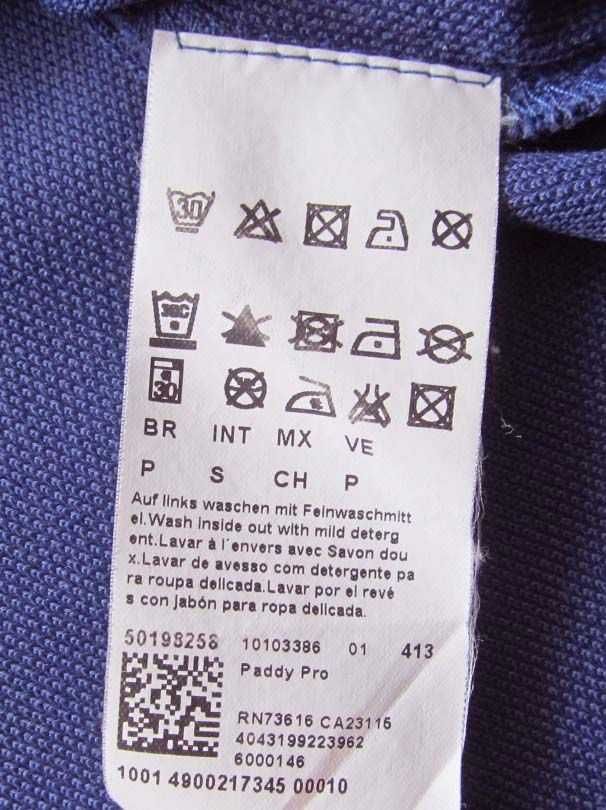 30
30C
30
BR INT MX VE
P S CH P
Auf links waschen mit Feinwaschmitt
el.Wash inside out with mild deterg
ent.Lavar à l´envers avec Savon dou
x.Lavar de avesso com detergente pa
ra roupa delicada.Lavar por el revé
s con jabón para ropa delicada.
50198258 10103386 01 413
Paddy Pro
RN73616 CA23115
4043199223962
6000146
1001 4900217345 00010